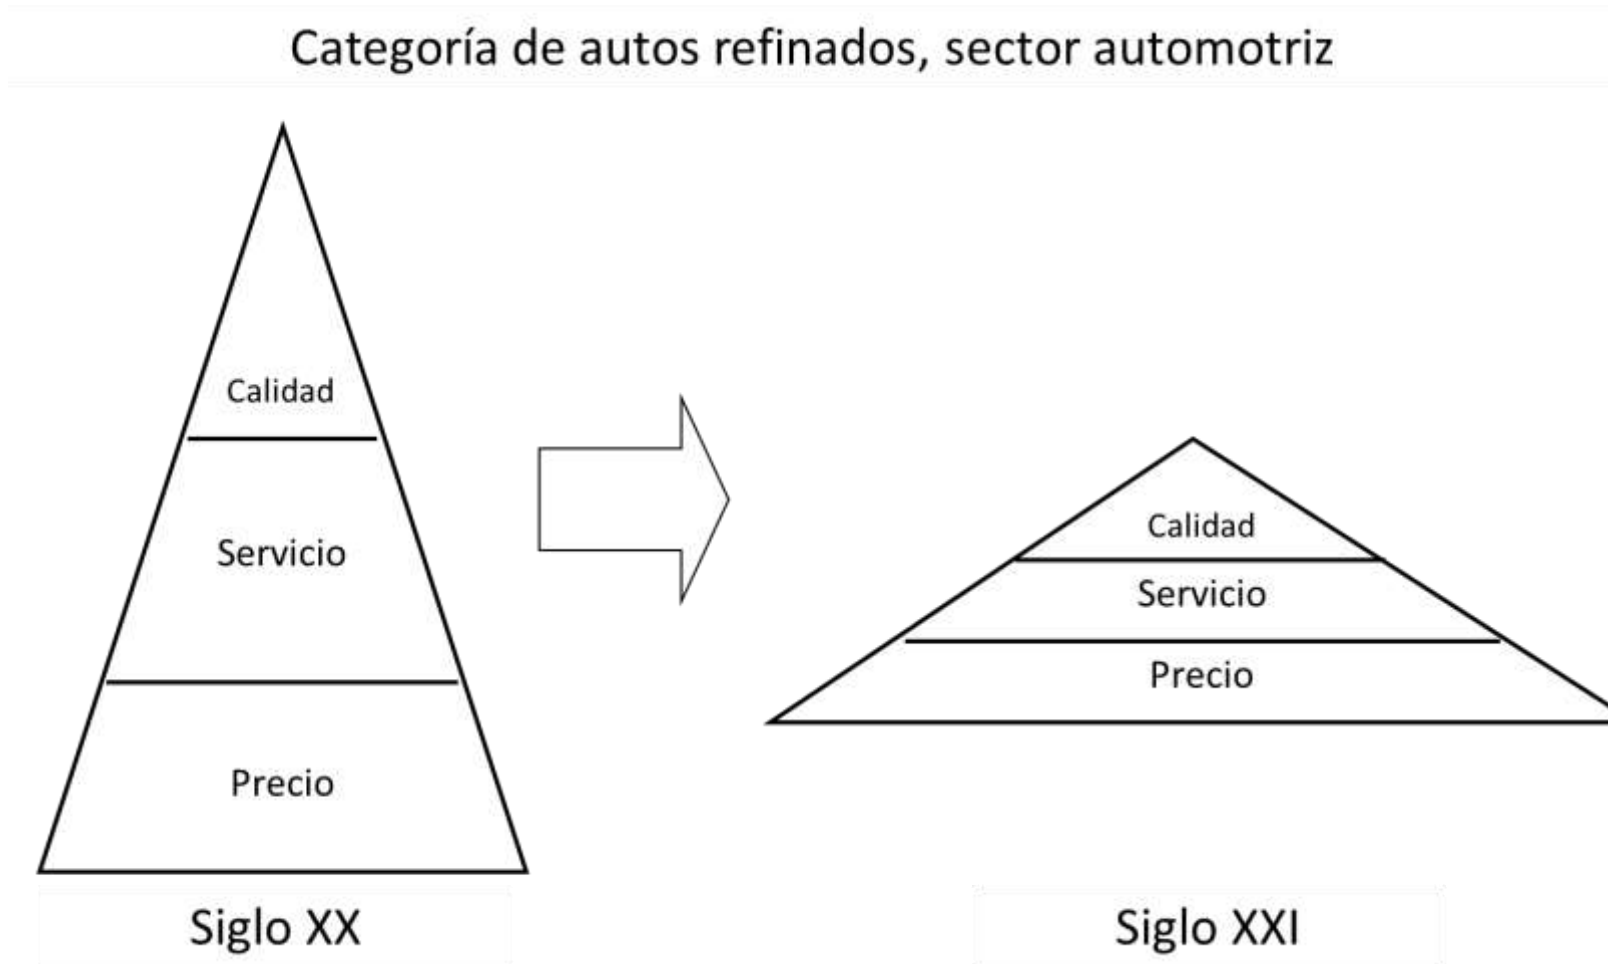 Categoría de autos refinados, sector automotriz
Calidad
Servicio
Precio
Siglo XX
Calidad
Servicio
Precio
Siglo XXI